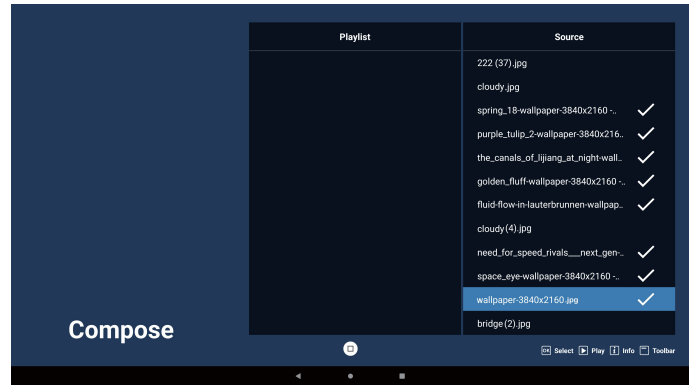 Playlist
Source
222 (37).jpg
cloudy.jpg
spring_18-wallpaper-3840x2160 -..
purple_tulip_2-wallpaper-3840x216..
the_canals_of_lijiang_at_night-wall..
golden_fluff-wallpaper-3840x2160 -..
fluid-flow-in-lauterbrunnen-wallpap..
cloudy(4).jpg
need_for_speed_rivals__next_gen-..
space_eye-wallpaper-3840x2160 -..
wallpaper-3840x2160.jpg
bridge(2).jpg
Compose
OK Select Play i Info Toolbar